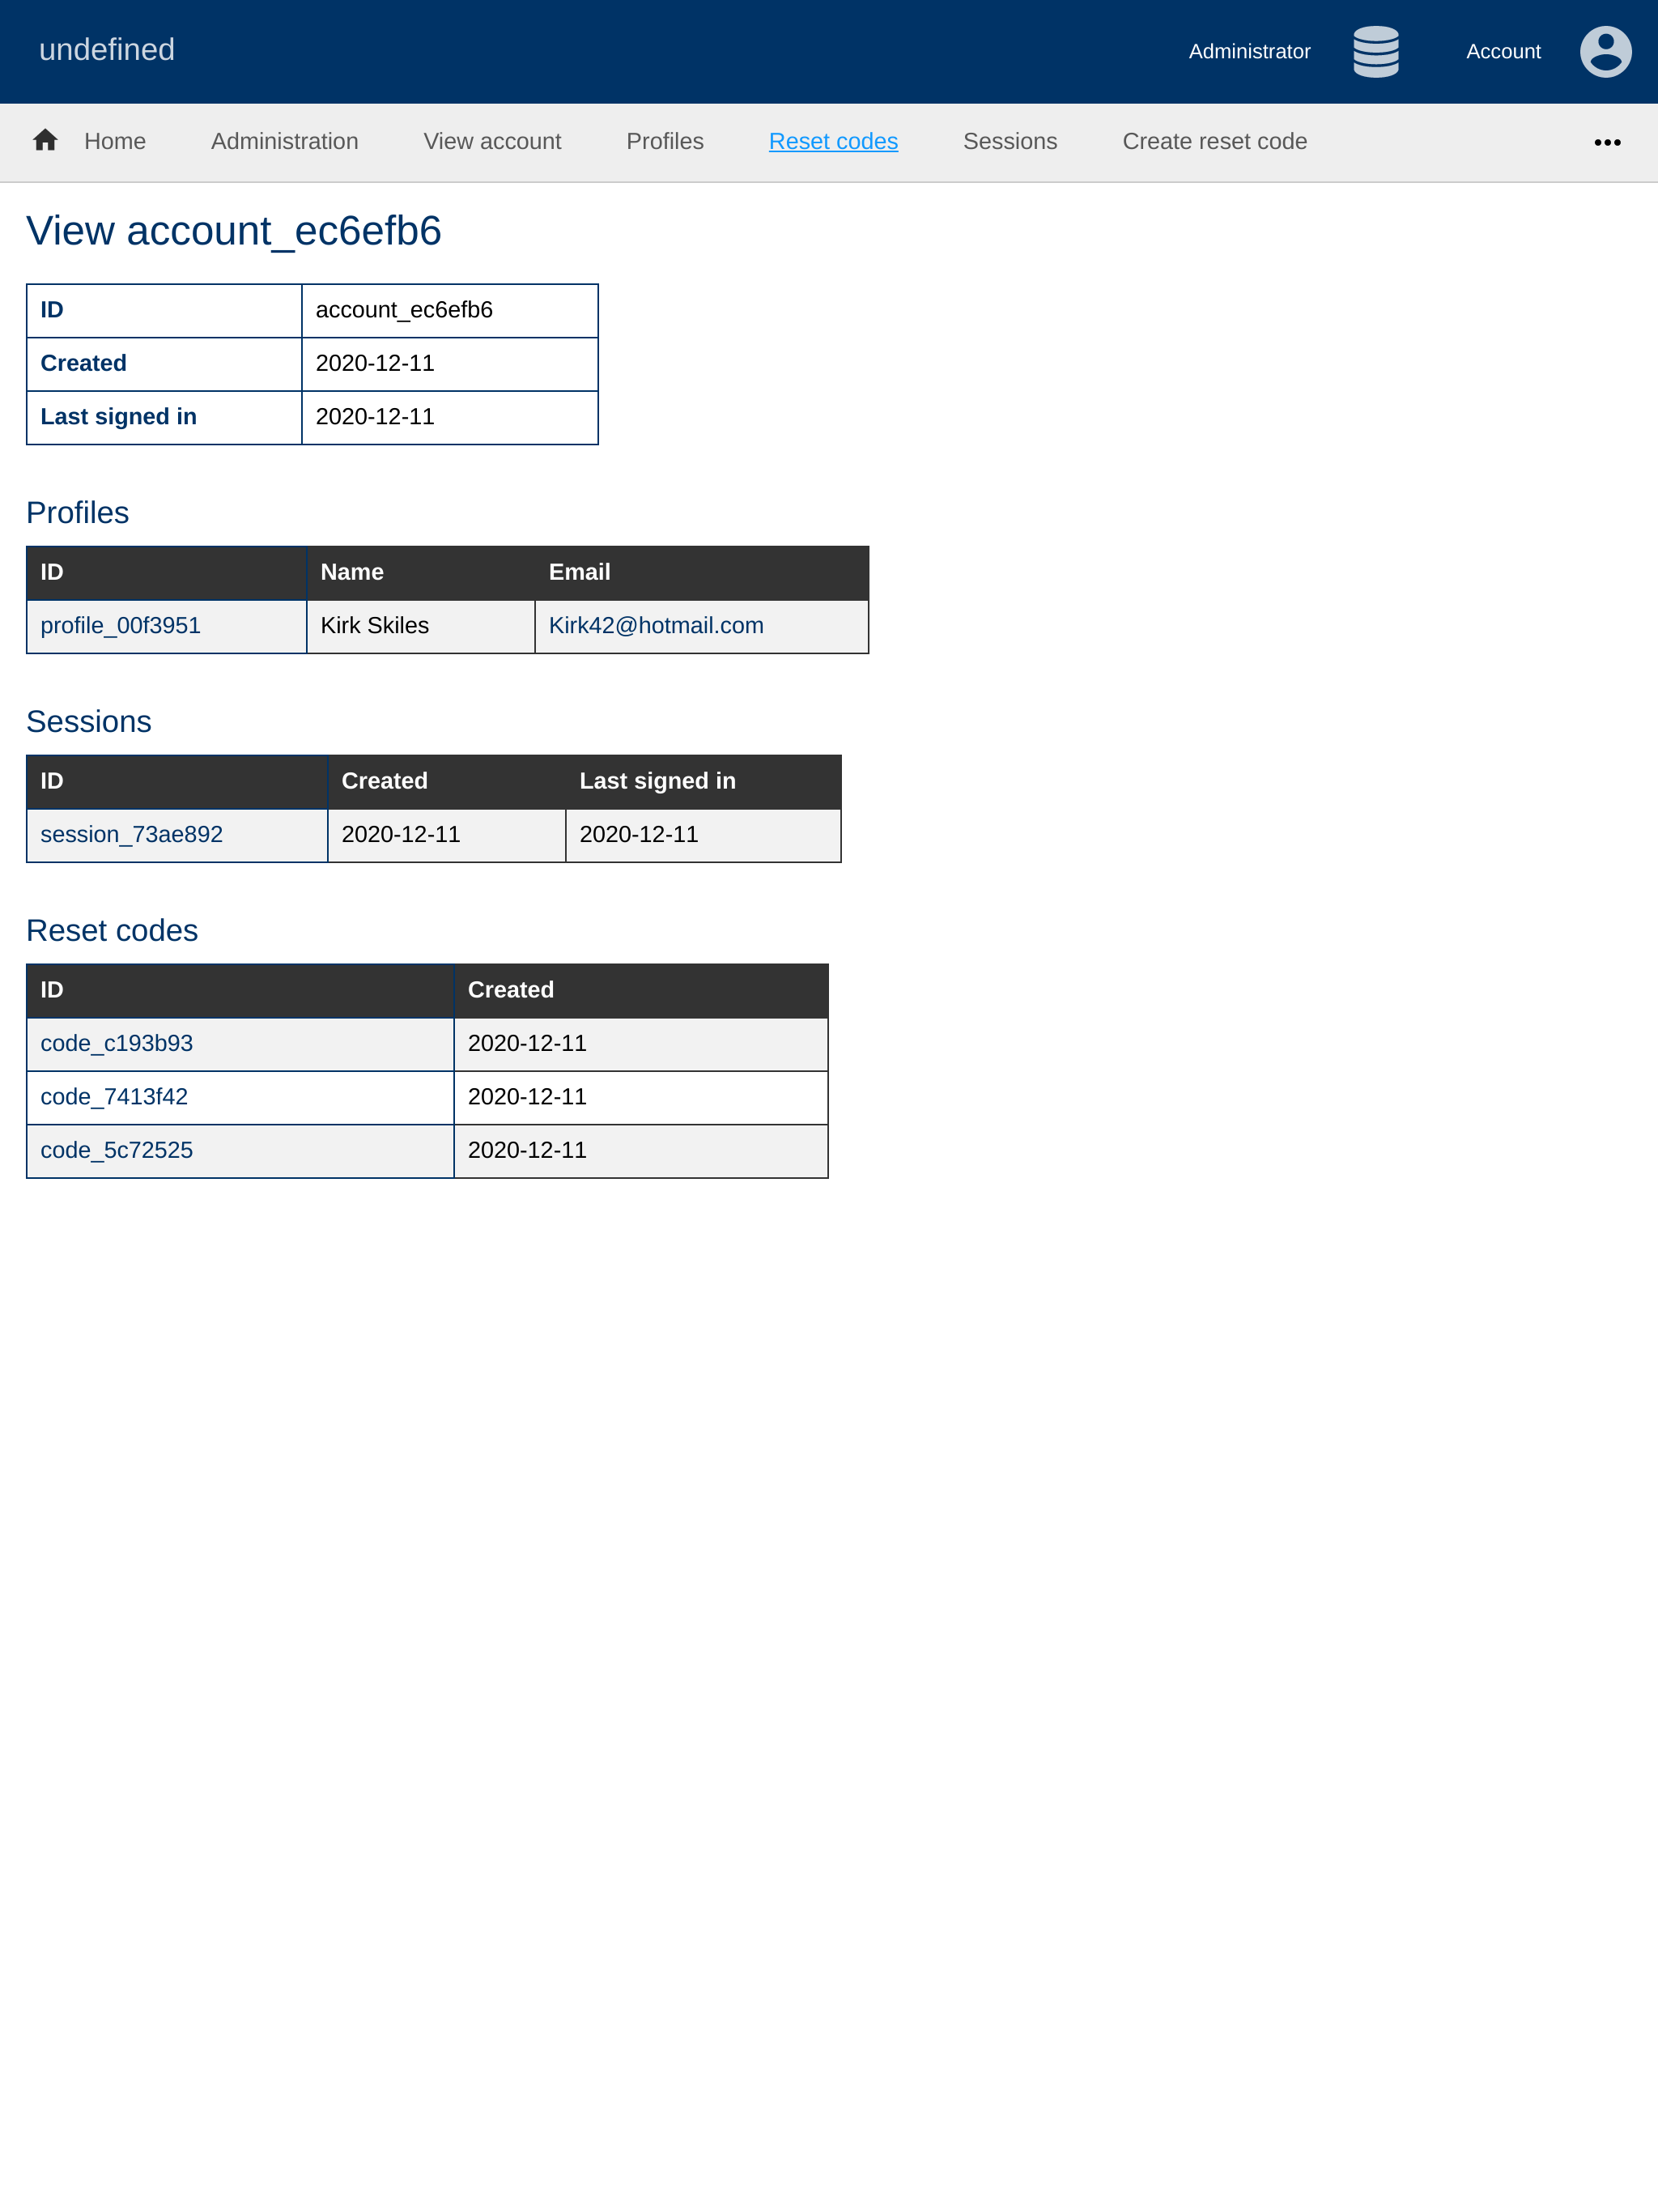 undefined Administrator Account
Home Administration View account Profiles Reset codes Sessions Create reset code
View account_ec6efb6
ID account_ec6efb6
Created 2020-12-11
Last signed in 2020-12-11
Profiles
ID Name Email
profile_00f3951 Kirk Skiles Kirk42@hotmail.com
Sessions
ID Created Last signed in
session_73ae892 2020-12-11 2020-12-11
Reset codes
ID Created
code_c193b93 2020-12-11
code_7413f42 2020-12-11
code_5c72525 2020-12-11